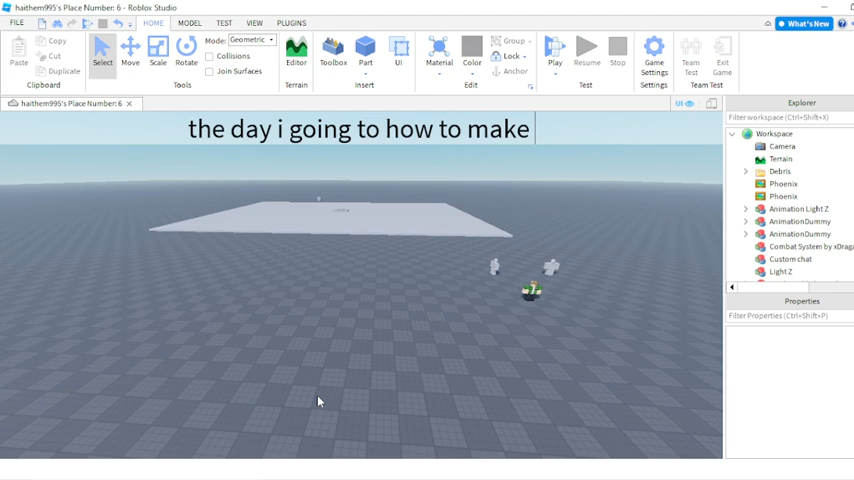 haithem995's Place Number: 6 - Roblox Studio
FILE HOME MODEL TEST VIEW PLUGINS What's New
Paste Copy Cut Duplicate
Select Move Scale Rotate
Mode: Geometric
Collisions
Join Surfaces
Editor Toolbox Part UI
Material Color Group Lock Anchor
Play Resume Stop
Game Settings Team Test Exit Game
Clipboard Tools Terrain Insert Edit Test Settings Team Test
haithem995's Place Number: 6 UI
the day i going to how to make
Explorer
Filter workspace (Ctrl+Shift+X)
Workspace
Camera
Terrain
Debris
Phoenix
Phoenix
Animation Light Z
AnimationDummy
AnimationDummy
Combat System by xDraga
Custom chat
Light Z
Properties
Filter Properties (Ctrl+Shift+P)